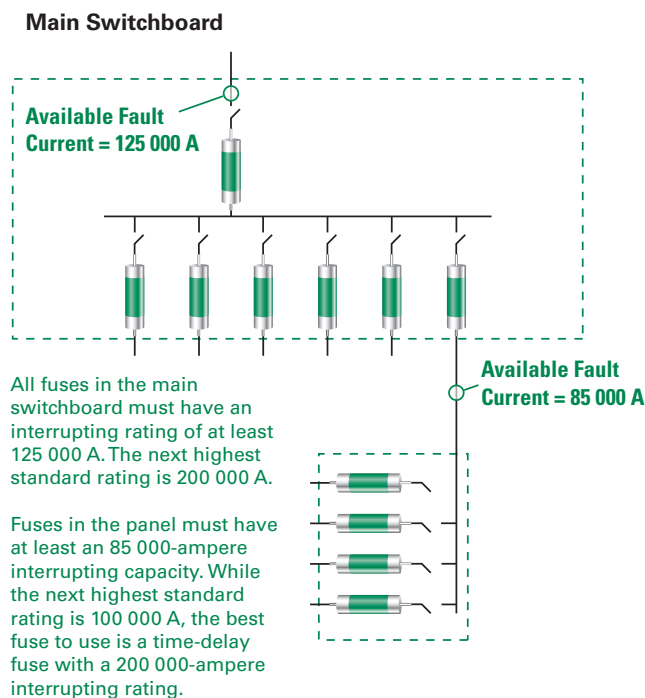 Main Switchboard
Available Fault
Current = 125 000 A
Available Fault
Current = 85 000 A
All fuses in the main
switchboard must have an
interrupting rating of at least
125 000 A. The next highest
standard rating is 200 000 A.
Fuses in the panel must have
at least an 85 000-ampere
interrupting capacity. While
the next highest standard
rating is 100 000 A, the best
fuse to use is a time-delay
fuse with a 200 000-ampere
interrupting rating.